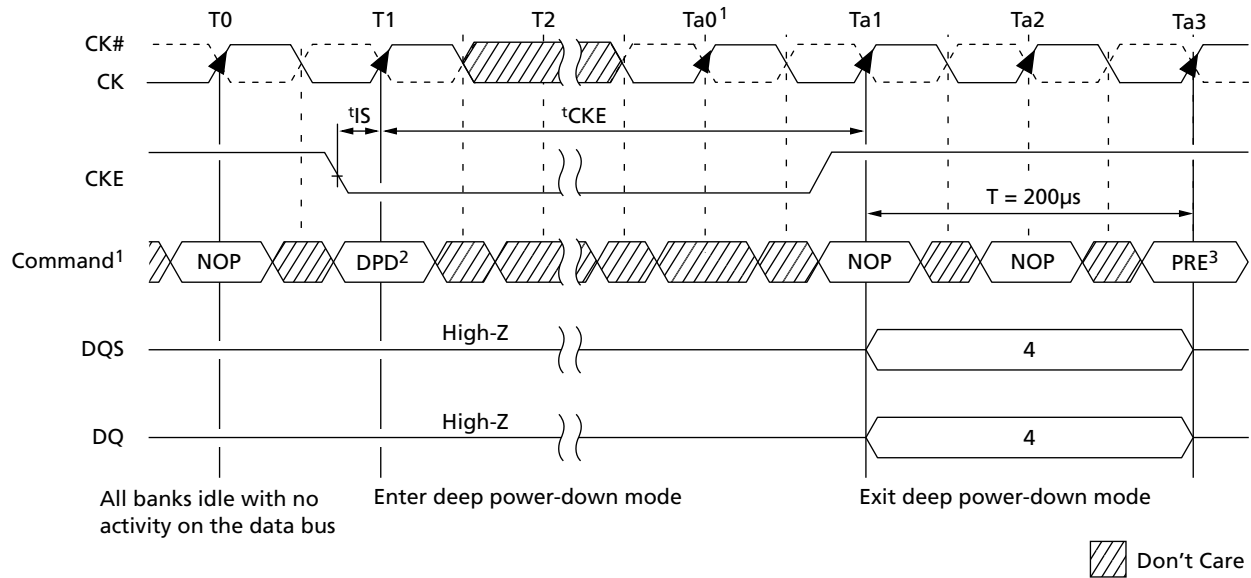 T0 T1 T2 Ta0¹ Ta1 Ta2 Ta3
CK#
CK
tIS tCKE
CKE
T = 200µs
Command¹ NOP DPD² NOP NOP PRE³
High-Z
DQS 4
High-Z
DQ 4
All banks idle with no
activity on the data bus
Enter deep power-down mode
Exit deep power-down mode
Don't Care